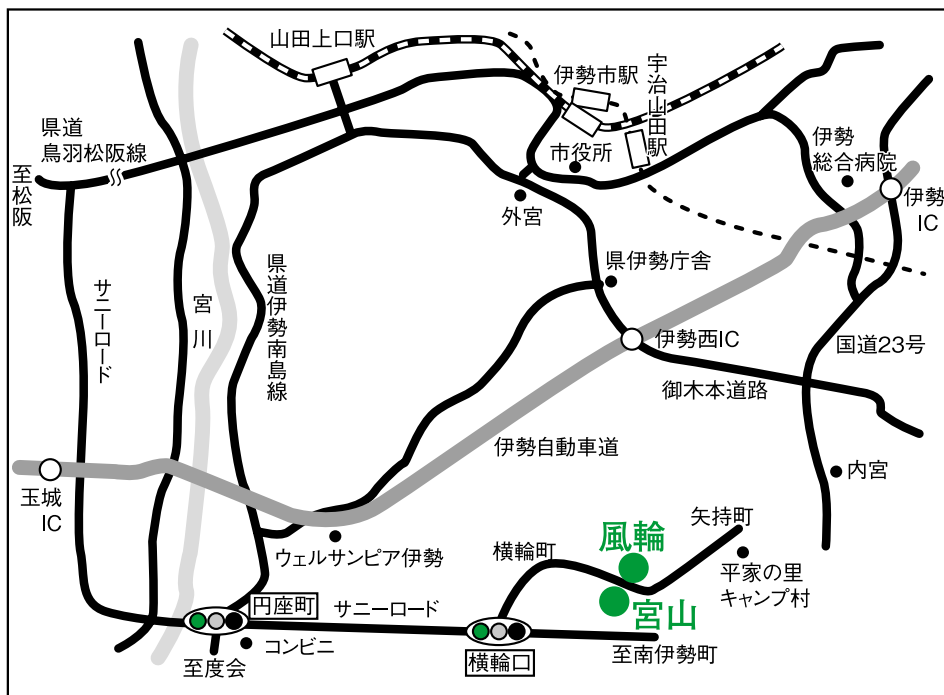 山田上口駅
伊勢市駅
宇治山田駅
県道
鳥羽松阪線
至松阪
市役所
伊勢
総合病院
伊勢
IC
外宮
県伊勢庁舎
サニーロード
宮川
県道伊勢南島線
伊勢西IC
国道23号
御木本道路
伊勢自動車道
内宮
玉城
IC
ウェルサンピア伊勢
横輪町
風輪
矢持町
平家の里
キャンプ村
宮山
円座町
サニーロード
コンビニ
至度会
横輪口
至南伊勢町